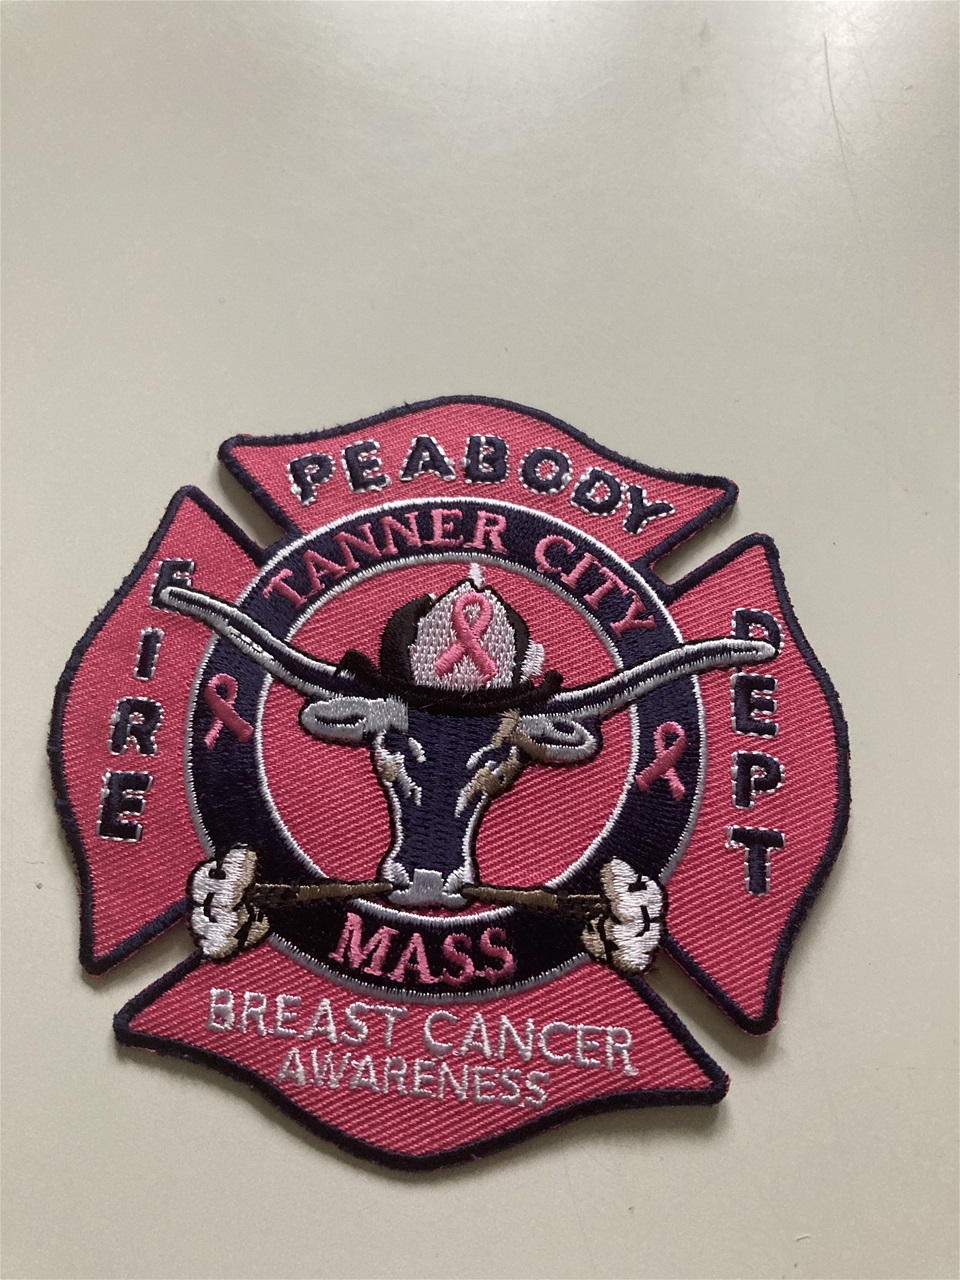 PEABODY
TANNER CITY
FIRE
DEPT
MASS
BREAST CANCER
AWARENESS